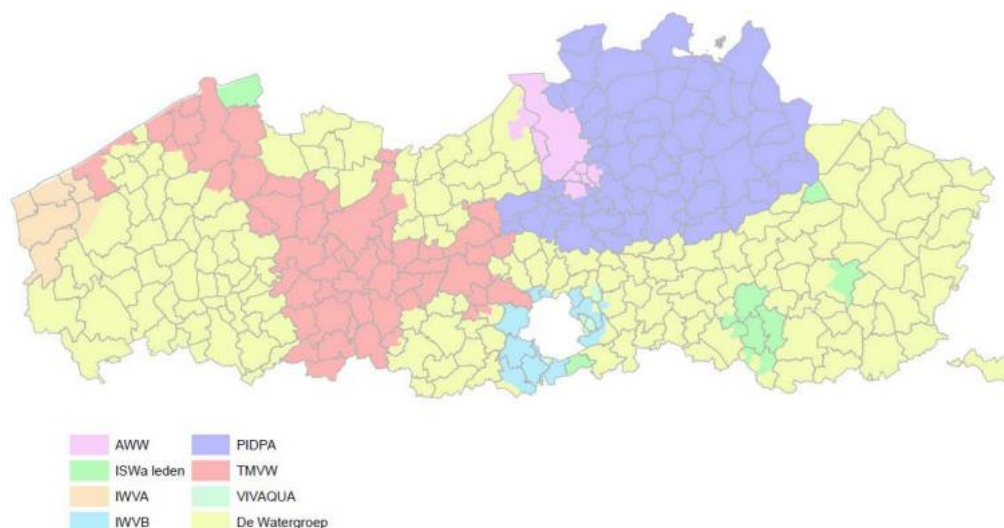 AWW
ISWa leden
IWVA
IWVB
PIDPA
TMVW
VIVAQUA
De Watergroep